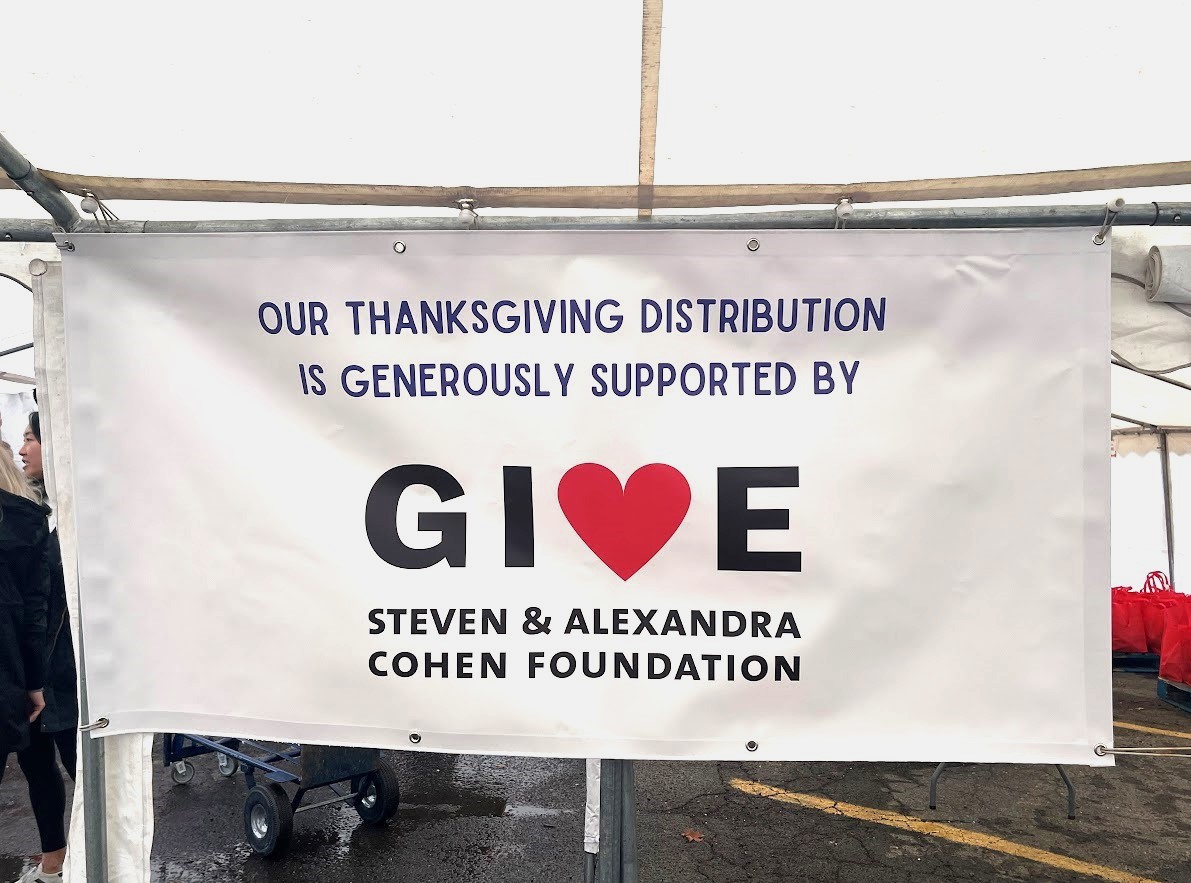 OUR THANKSGIVING DISTRIBUTION
IS GENEROUSLY SUPPORTED BY
GI♥E
STEVEN & ALEXANDRA
COHEN FOUNDATION